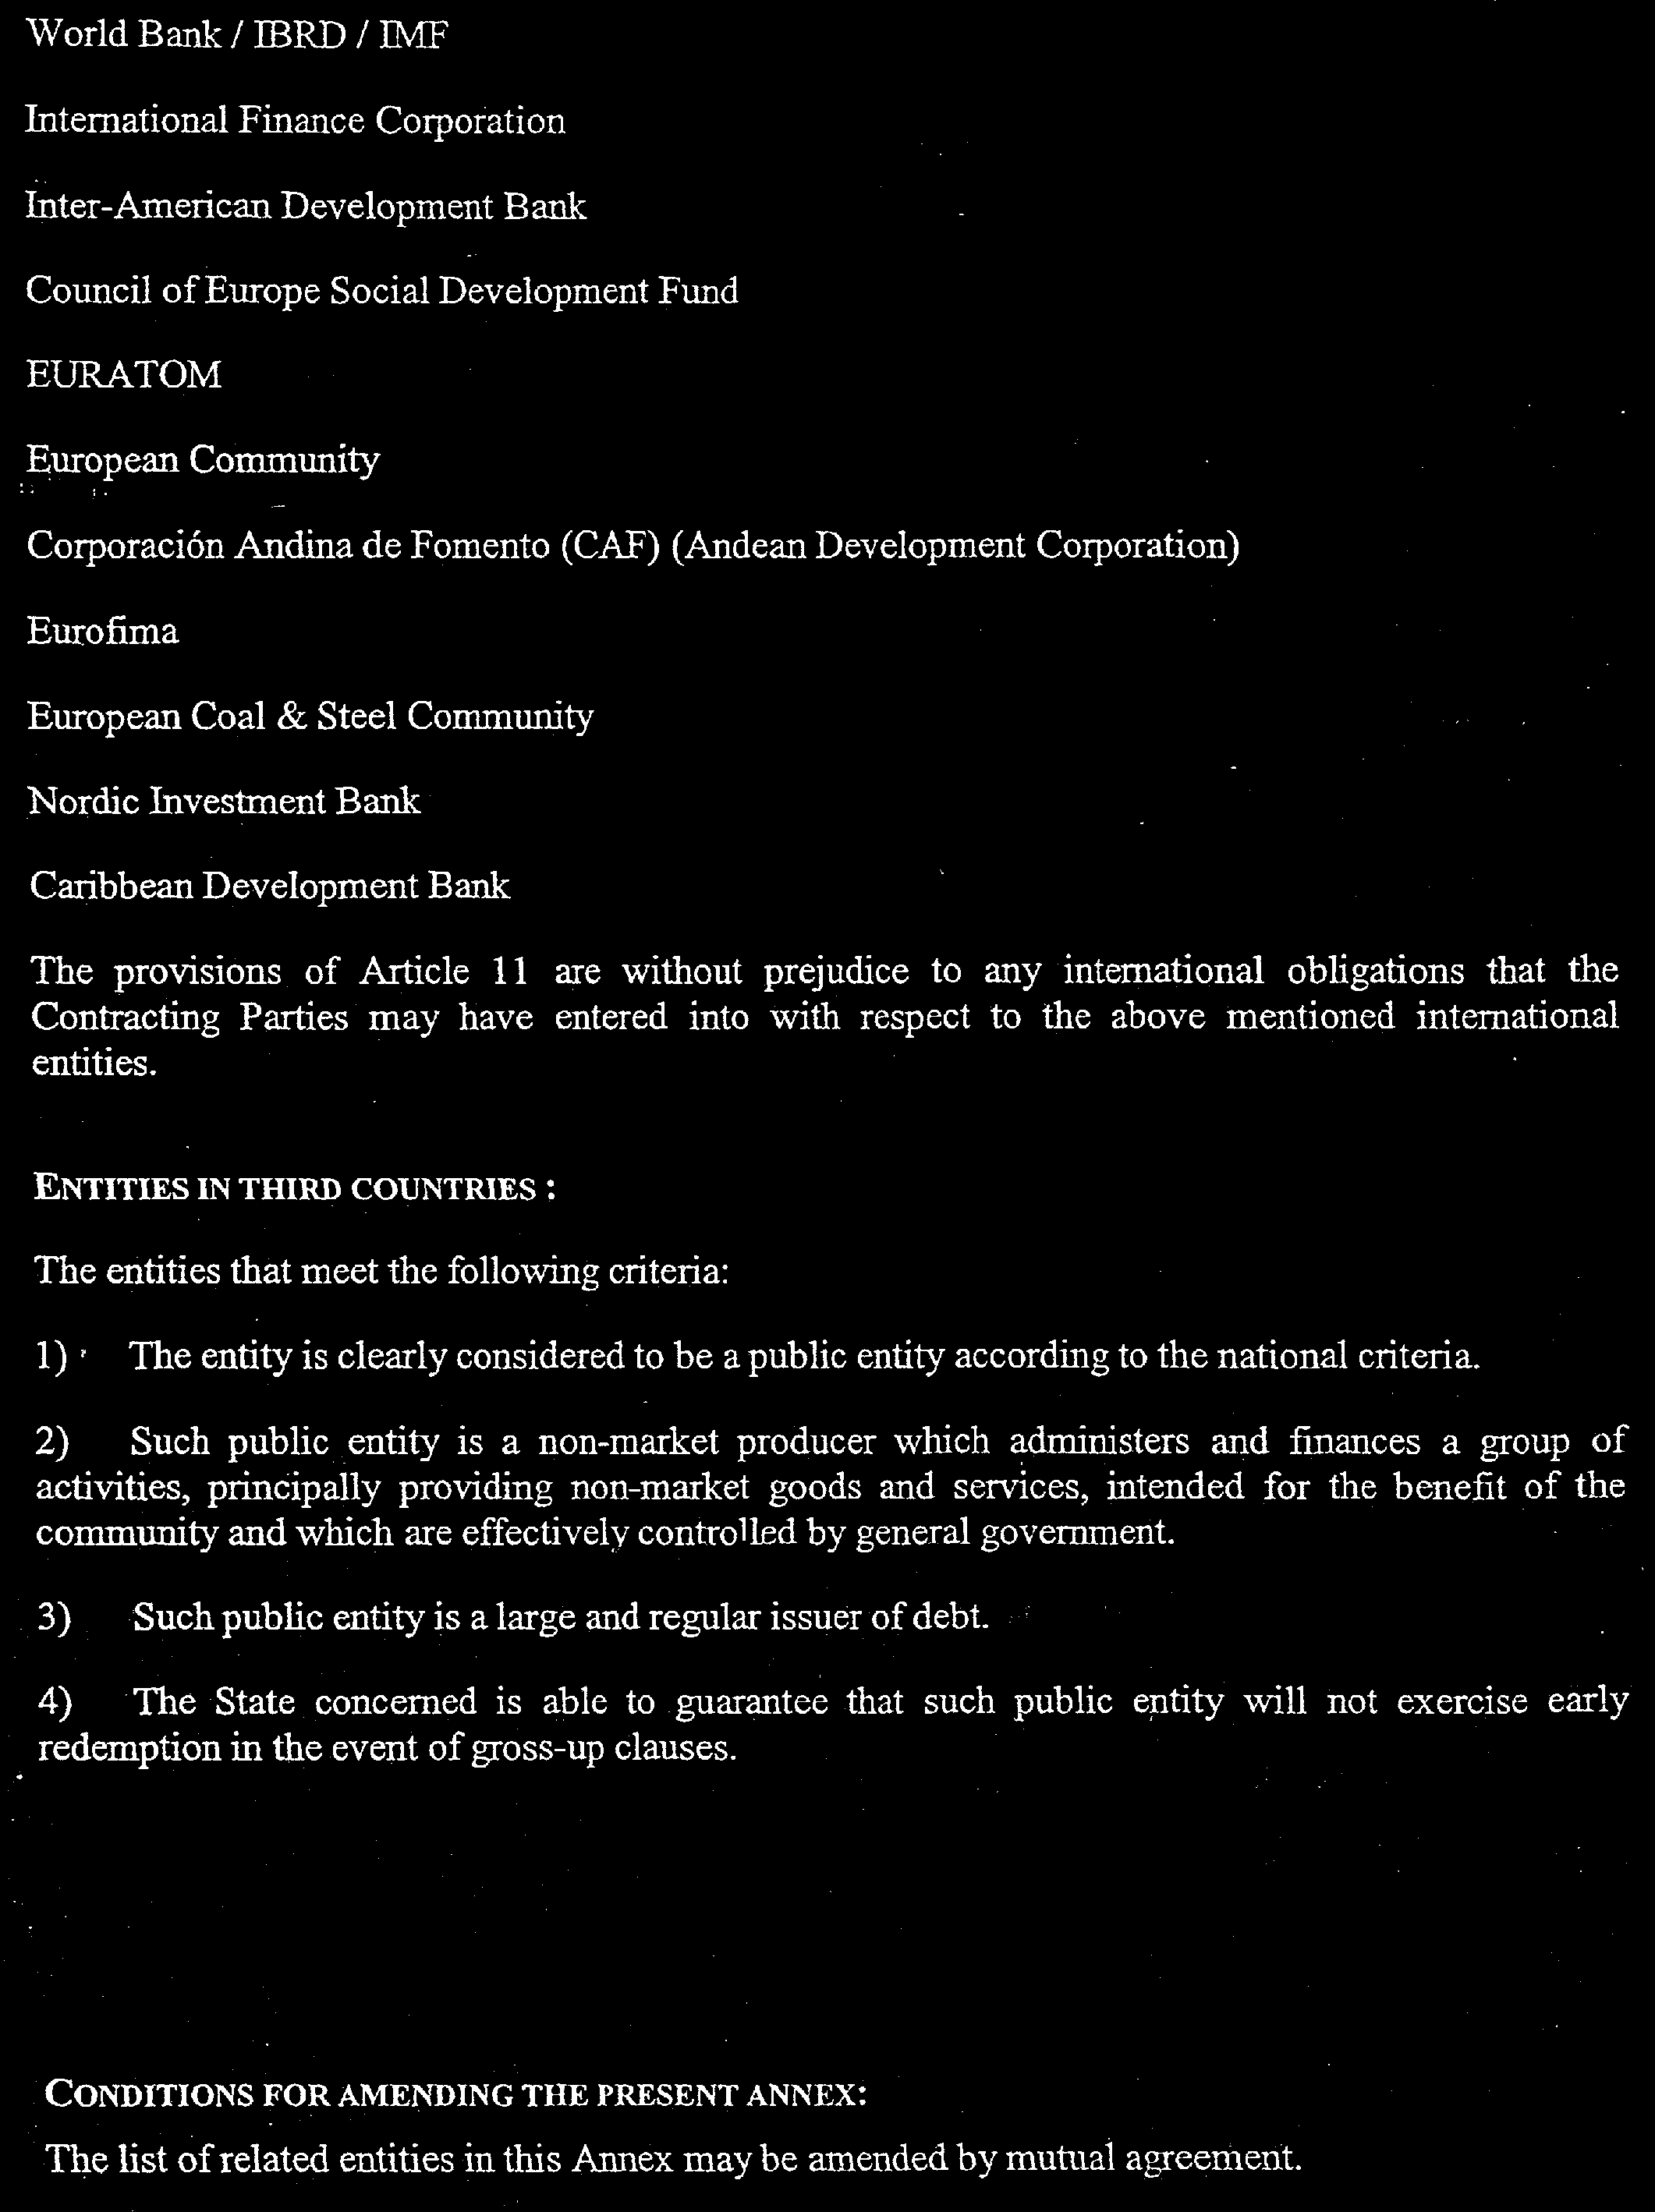 World Bank / IBRD / IMF
International Finance Corporation
Inter-American Development Bank
Council of Europe Social Development Fund
EURATOM
European Community
Corporación Andina de Fomento (CAF) (Andean Development Corporation)
Eurofima
European Coal & Steel Community
Nordic Investment Bank
Caribbean Development Bank
The provisions of Article 11 are without prejudice to any international obligations that the
Contracting Parties may have entered into with respect to the above mentioned international
entities.
ENTITIES IN THIRD COUNTRIES :
The entities that meet the following criteria:
1) The entity is clearly considered to be a public entity according to the national criteria.
2) Such public entity is a non-market producer which administers and finances a group of
activities, principally providing non-market goods and services, intended for the benefit of the
community and which are effectively controlled by general government.
3) Such public entity is a large and regular issuer of debt.
4) The State concerned is able to guarantee that such public entity will not exercise early
redemption in the event of gross-up clauses.
CONDITIONS FOR AMENDING THE PRESENT ANNEX:
The list of related entities in this Annex may be amended by mutual agreement.